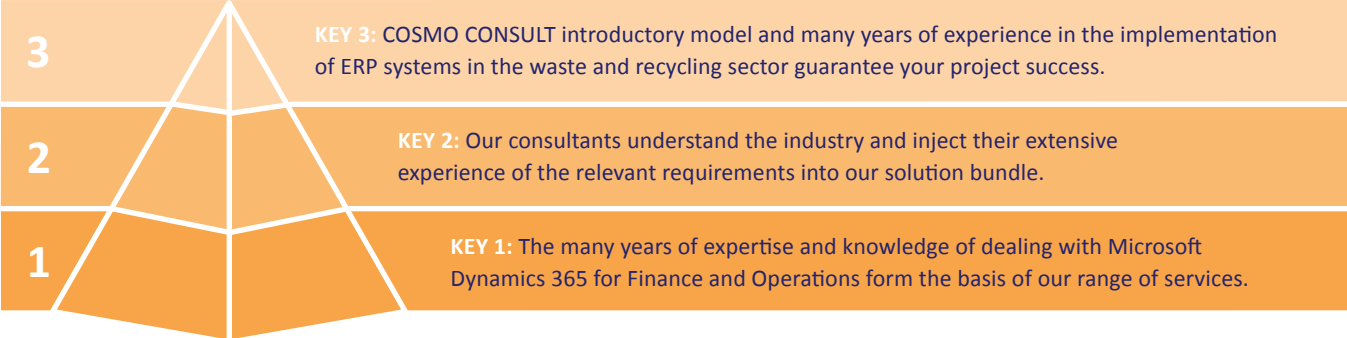 3
KEY 3: COSMO CONSULT introductory model and many years of experience in the implementation
of ERP systems in the waste and recycling sector guarantee your project success.
2
KEY 2: Our consultants understand the industry and inject their extensive
experience of the relevant requirements into our solution bundle.
1
KEY 1: The many years of expertise and knowledge of dealing with Microsoft
Dynamics 365 for Finance and Operations form the basis of our range of services.